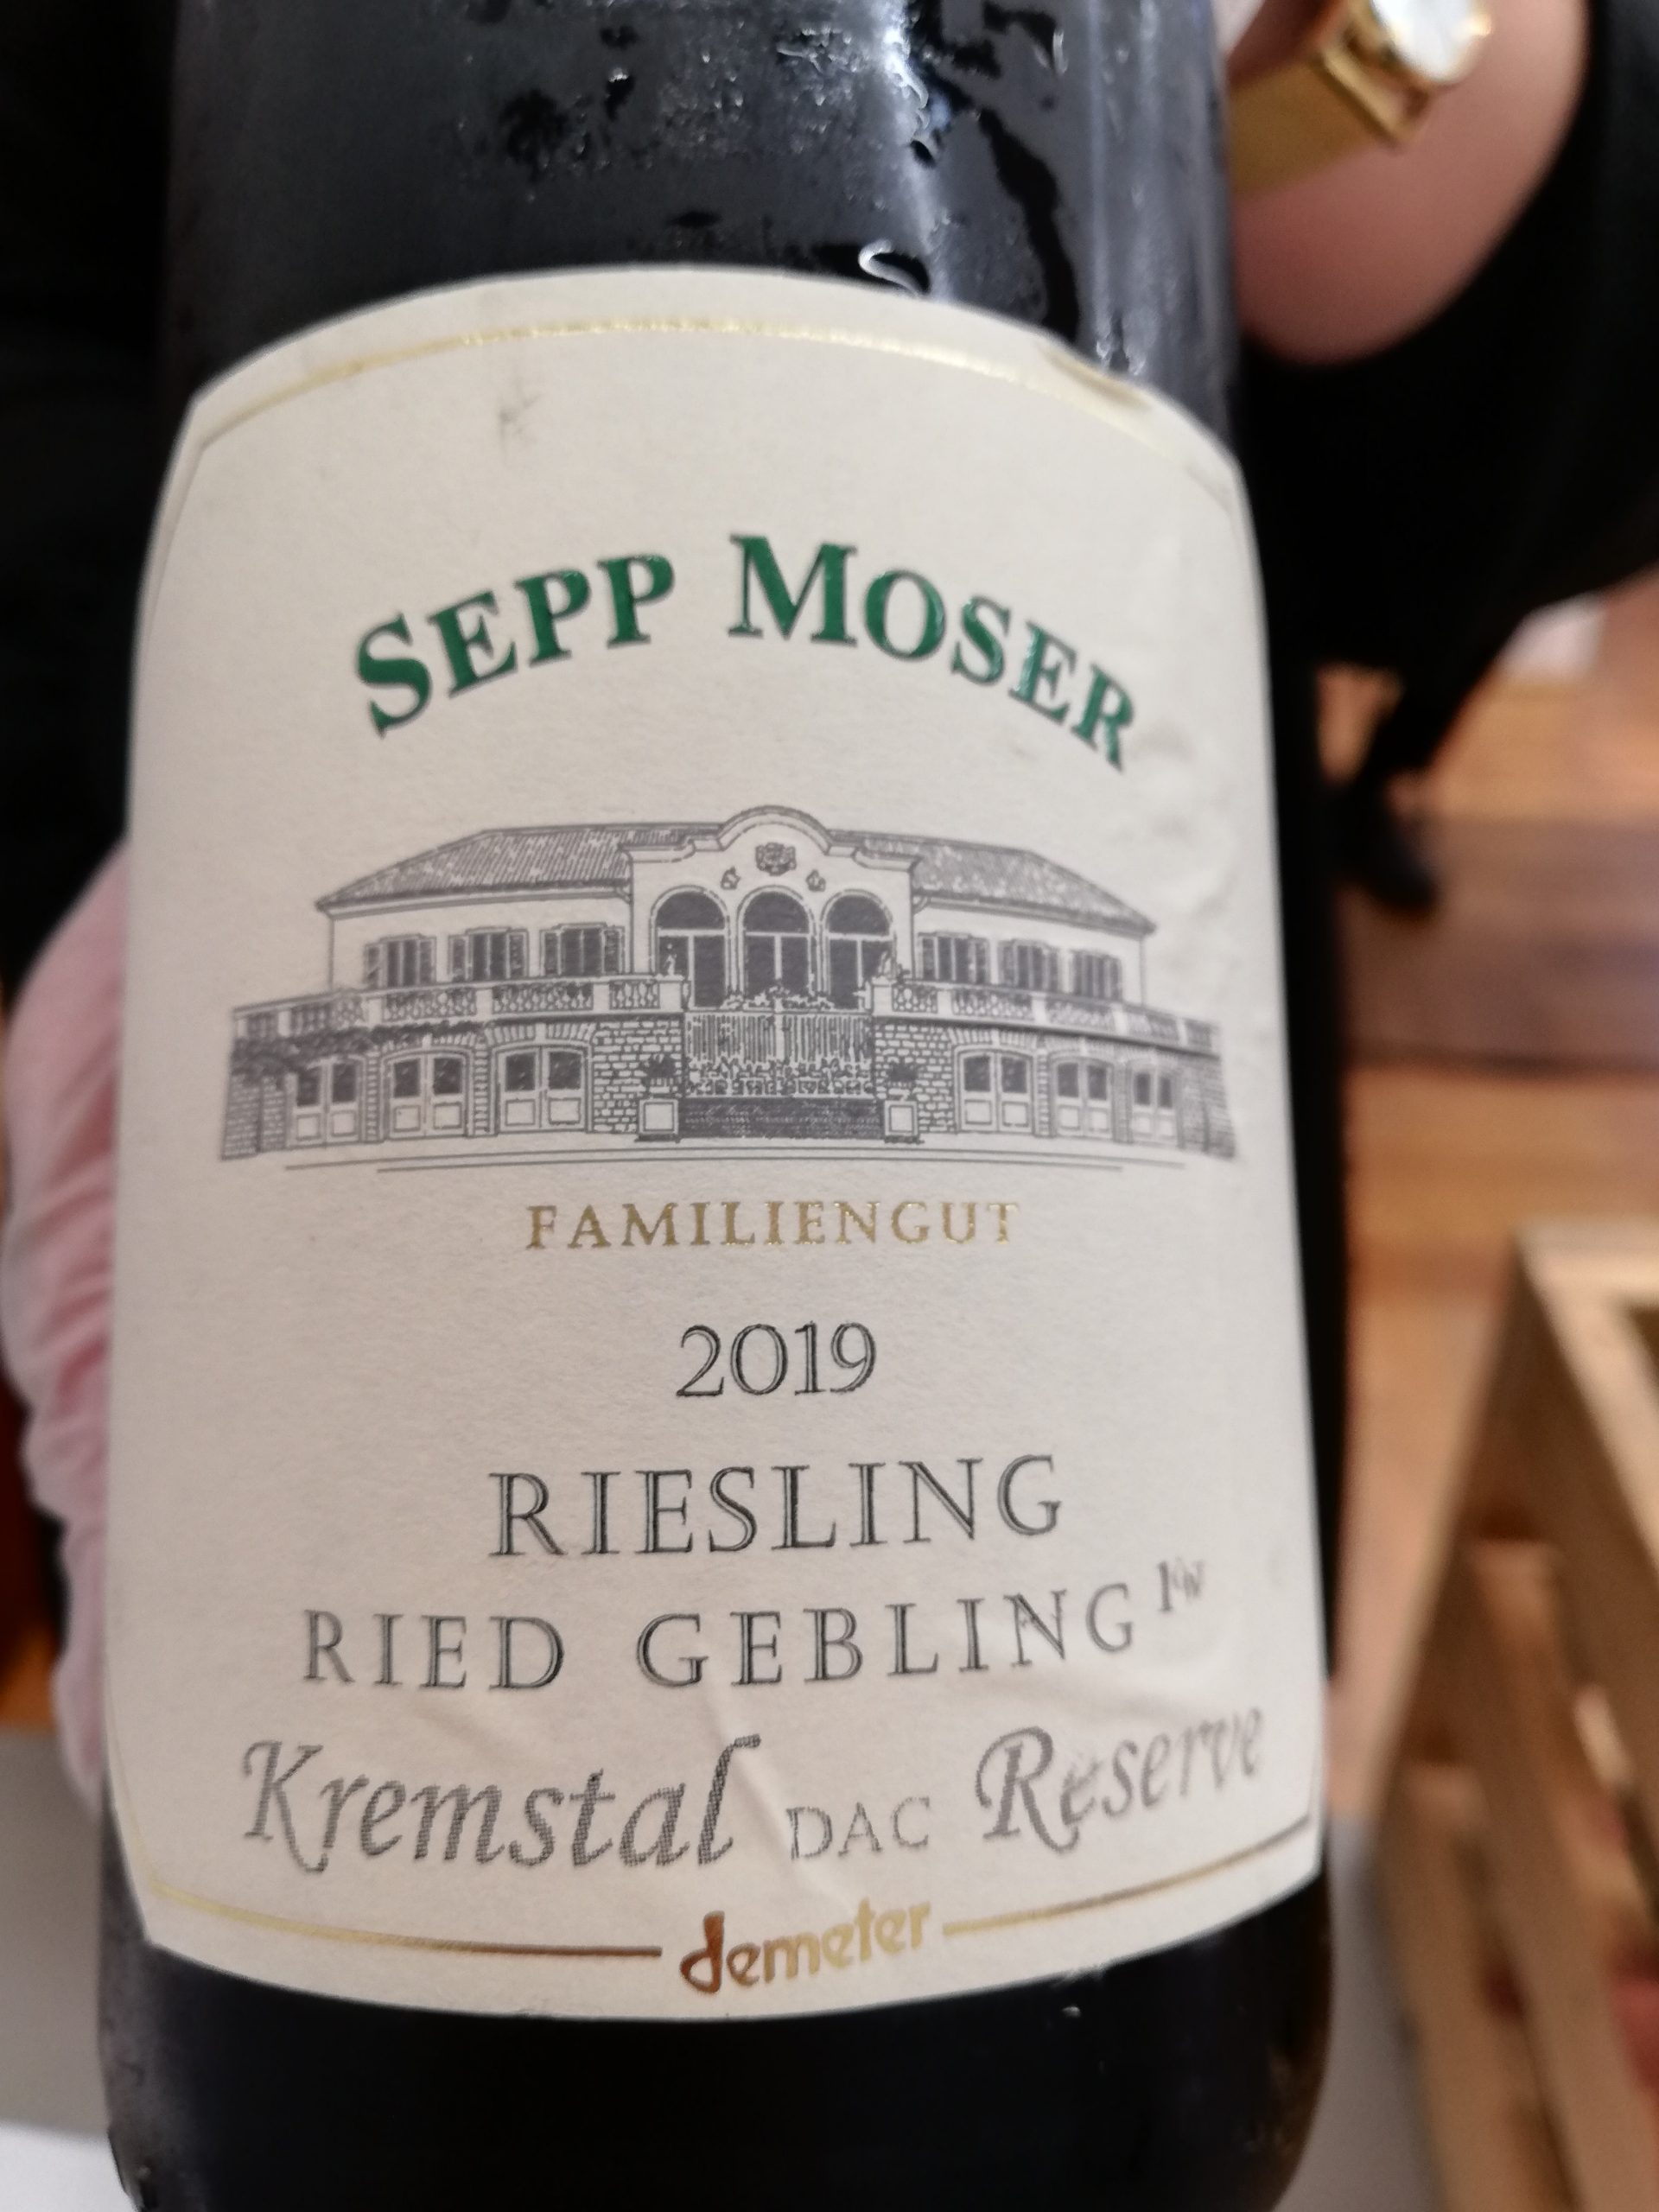 SEPP MOSER
FAMILIENGUT
2019
RIESLING
RIED GEBLING 1ÖW
Kremstal DAC Reserve
demeter